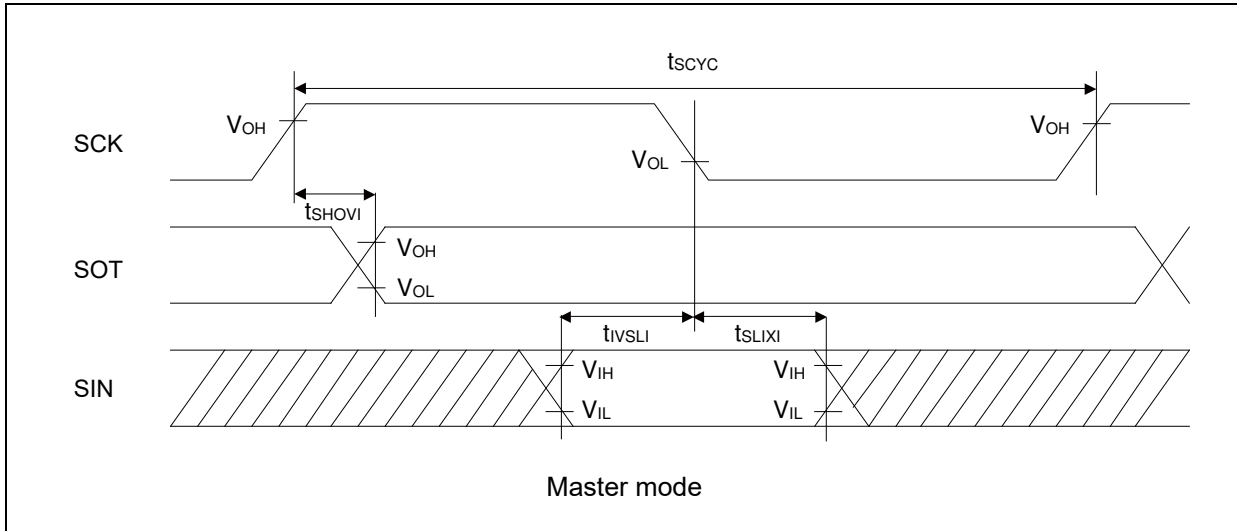 tSCYC
SCK
VOH
VOL
VOH
tSHOVI
SOT
VOH
VOL
tIVSLI
tSLIXI
SIN
VIH
VIL
VIH
VIL
Master mode